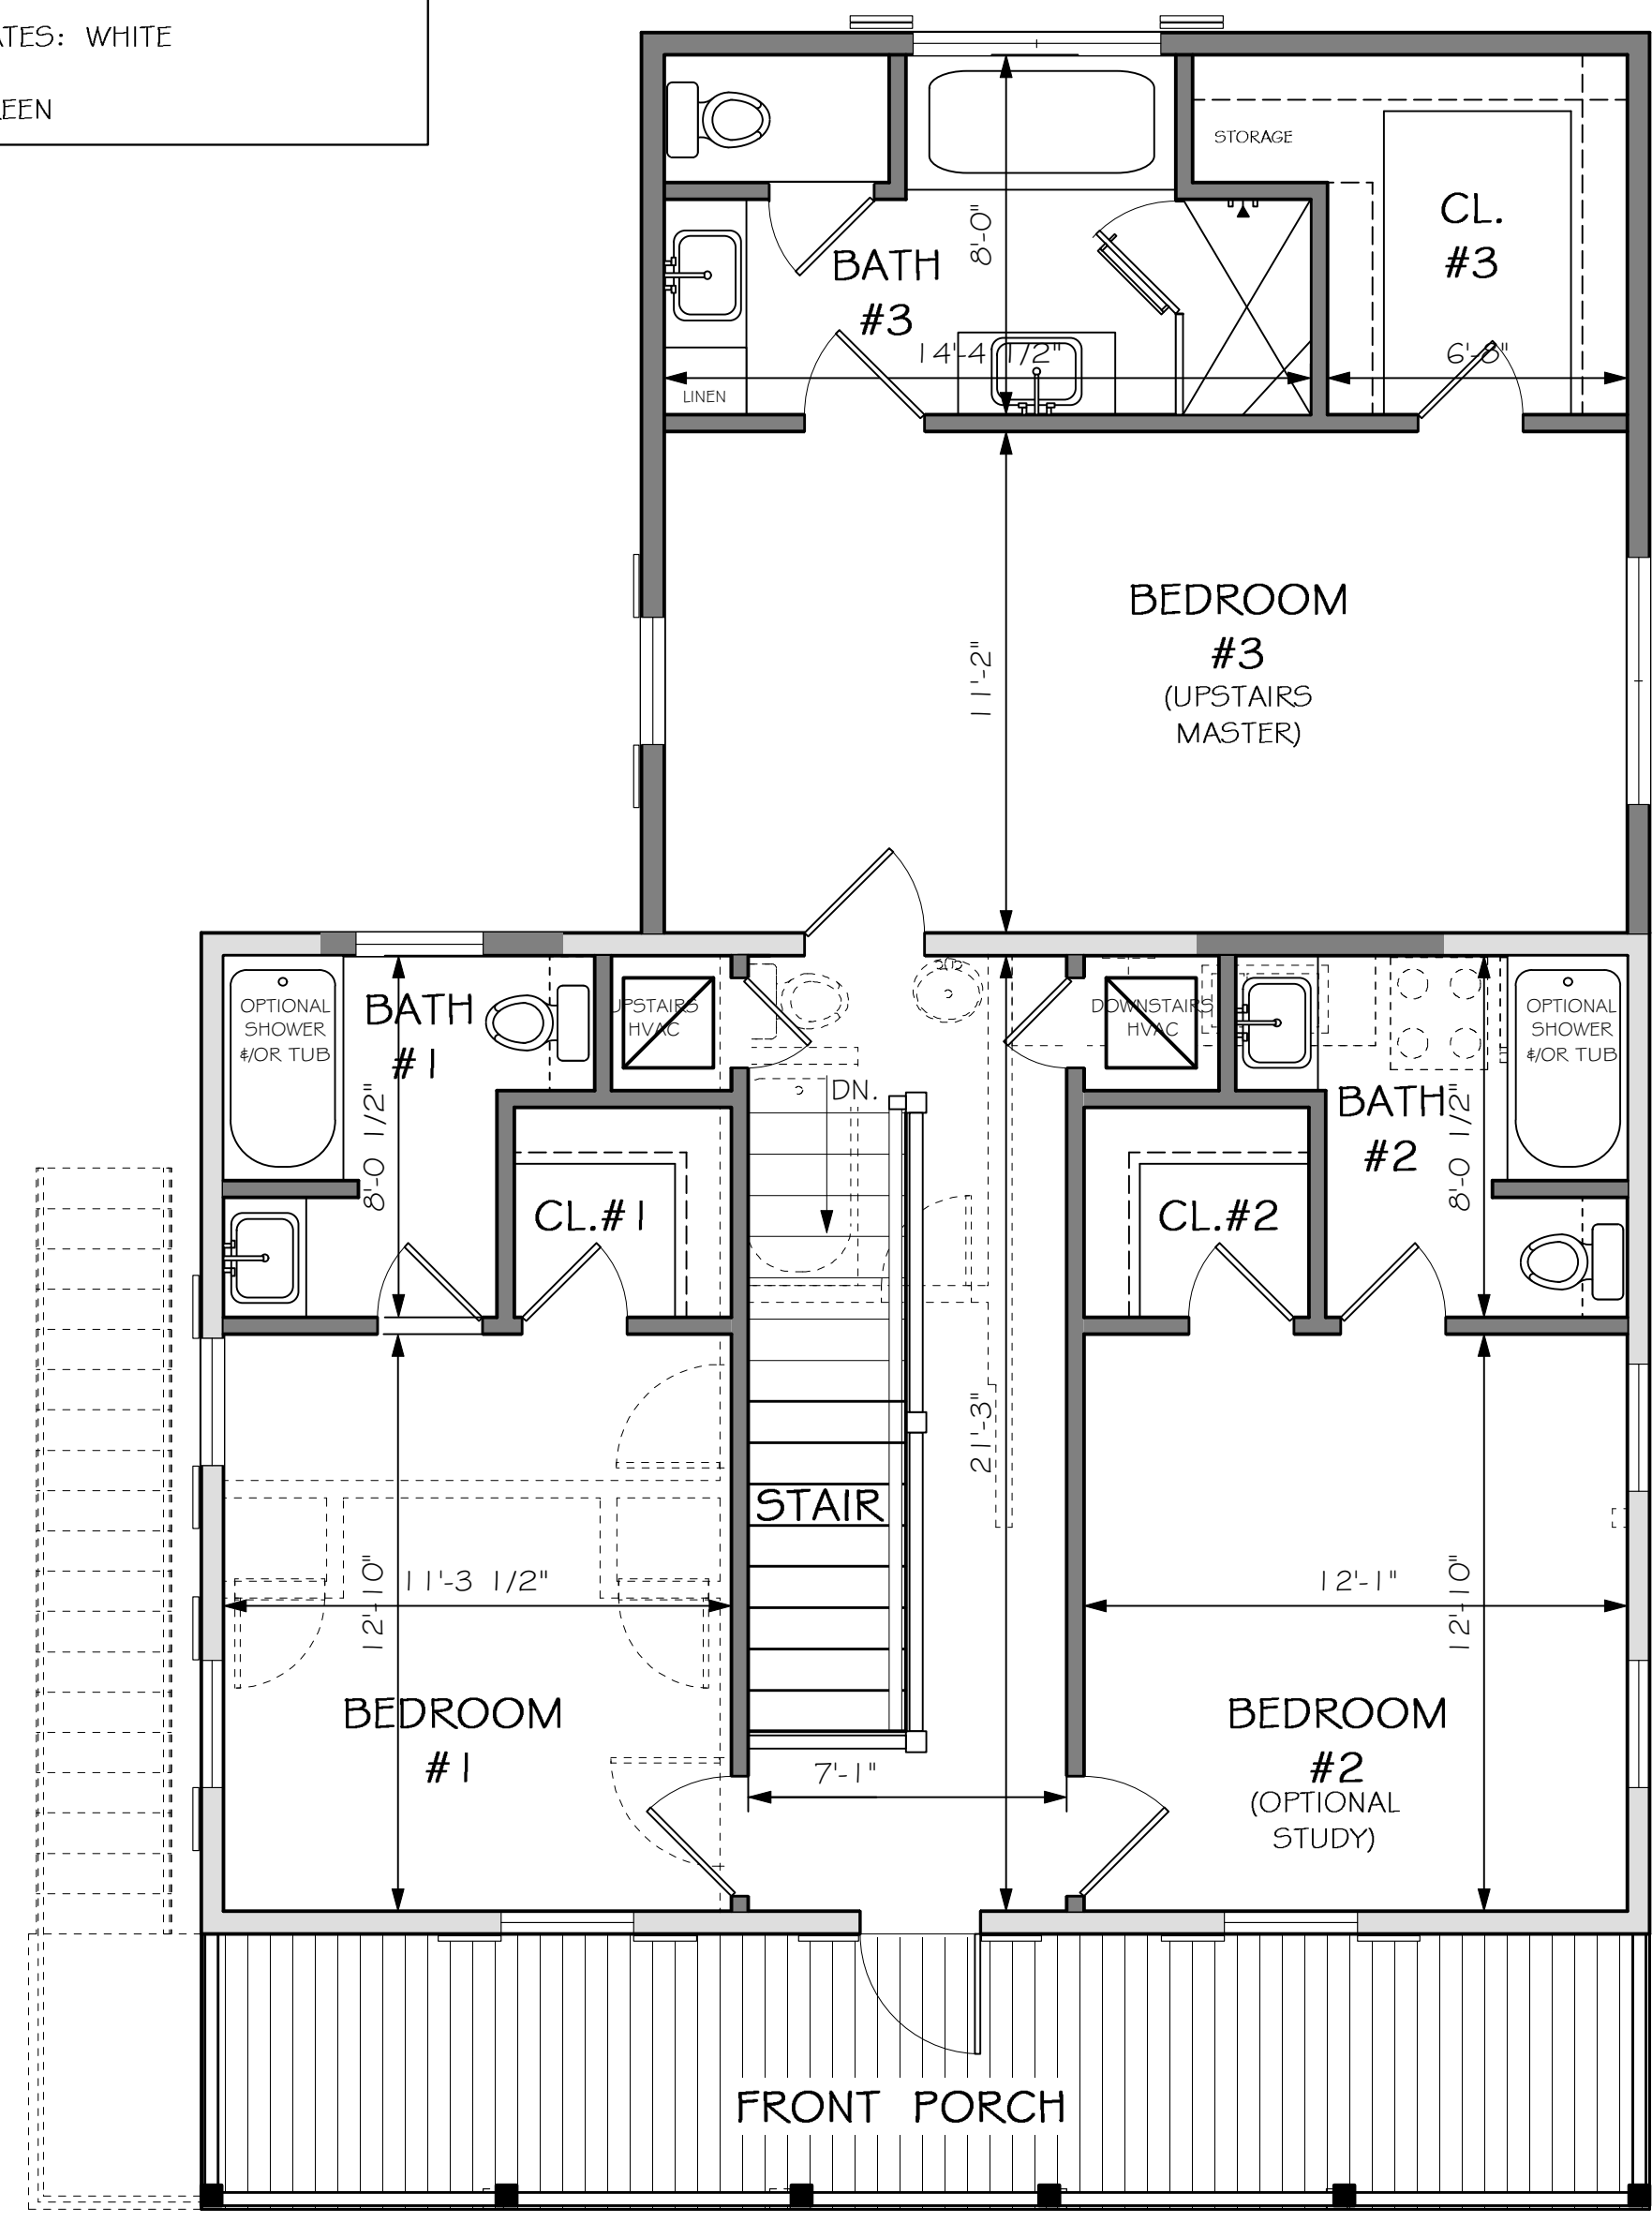 ATES: WHITE
EEN
STORAGE
CL.
#3
BATH
#3
8'-0"
14'-4 1/2"
6'-8"
LINEN
BEDROOM
#3
(UPSTAIRS
MASTER)
11'-2"
OPTIONAL
SHOWER
&/OR TUB
BATH
#1
8'-0 1/2"
UPSTAIRS
HVAC
DN.
DOWNSTAIRS
HVAC
BATH
#2
8'-0 1/2"
OPTIONAL
SHOWER
&/OR TUB
CL.#1
CL.#2
21'-3"
STAIR
12'-10"
11'-3 1/2"
12'-1"
12'-10"
BEDROOM
#1
7'-1"
BEDROOM
#2
(OPTIONAL
STUDY)
FRONT PORCH